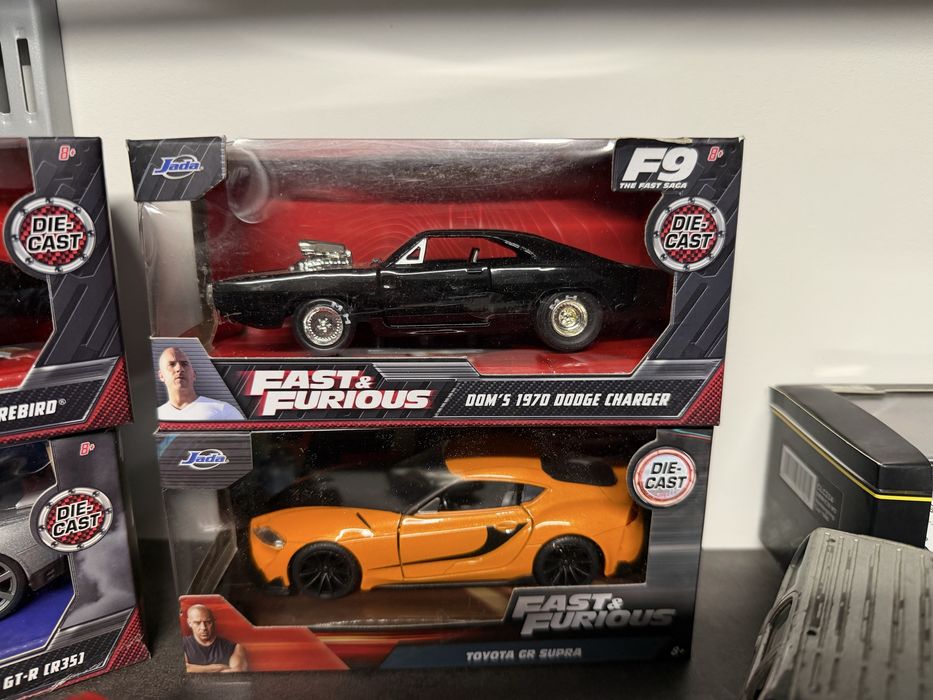 8+
DIE-
CAST
REBIRD®
8+
DIE-
CAST
GT-R [R35]
Jada
F9
THE FAST SAGA
8+
DIE-
CAST
FAST &
FURIOUS
DOM'S 1970 DODGE CHARGER
Jada
DIE-
CAST
FAST &
FURIOUS
TOYOTA GR SUPRA
8+